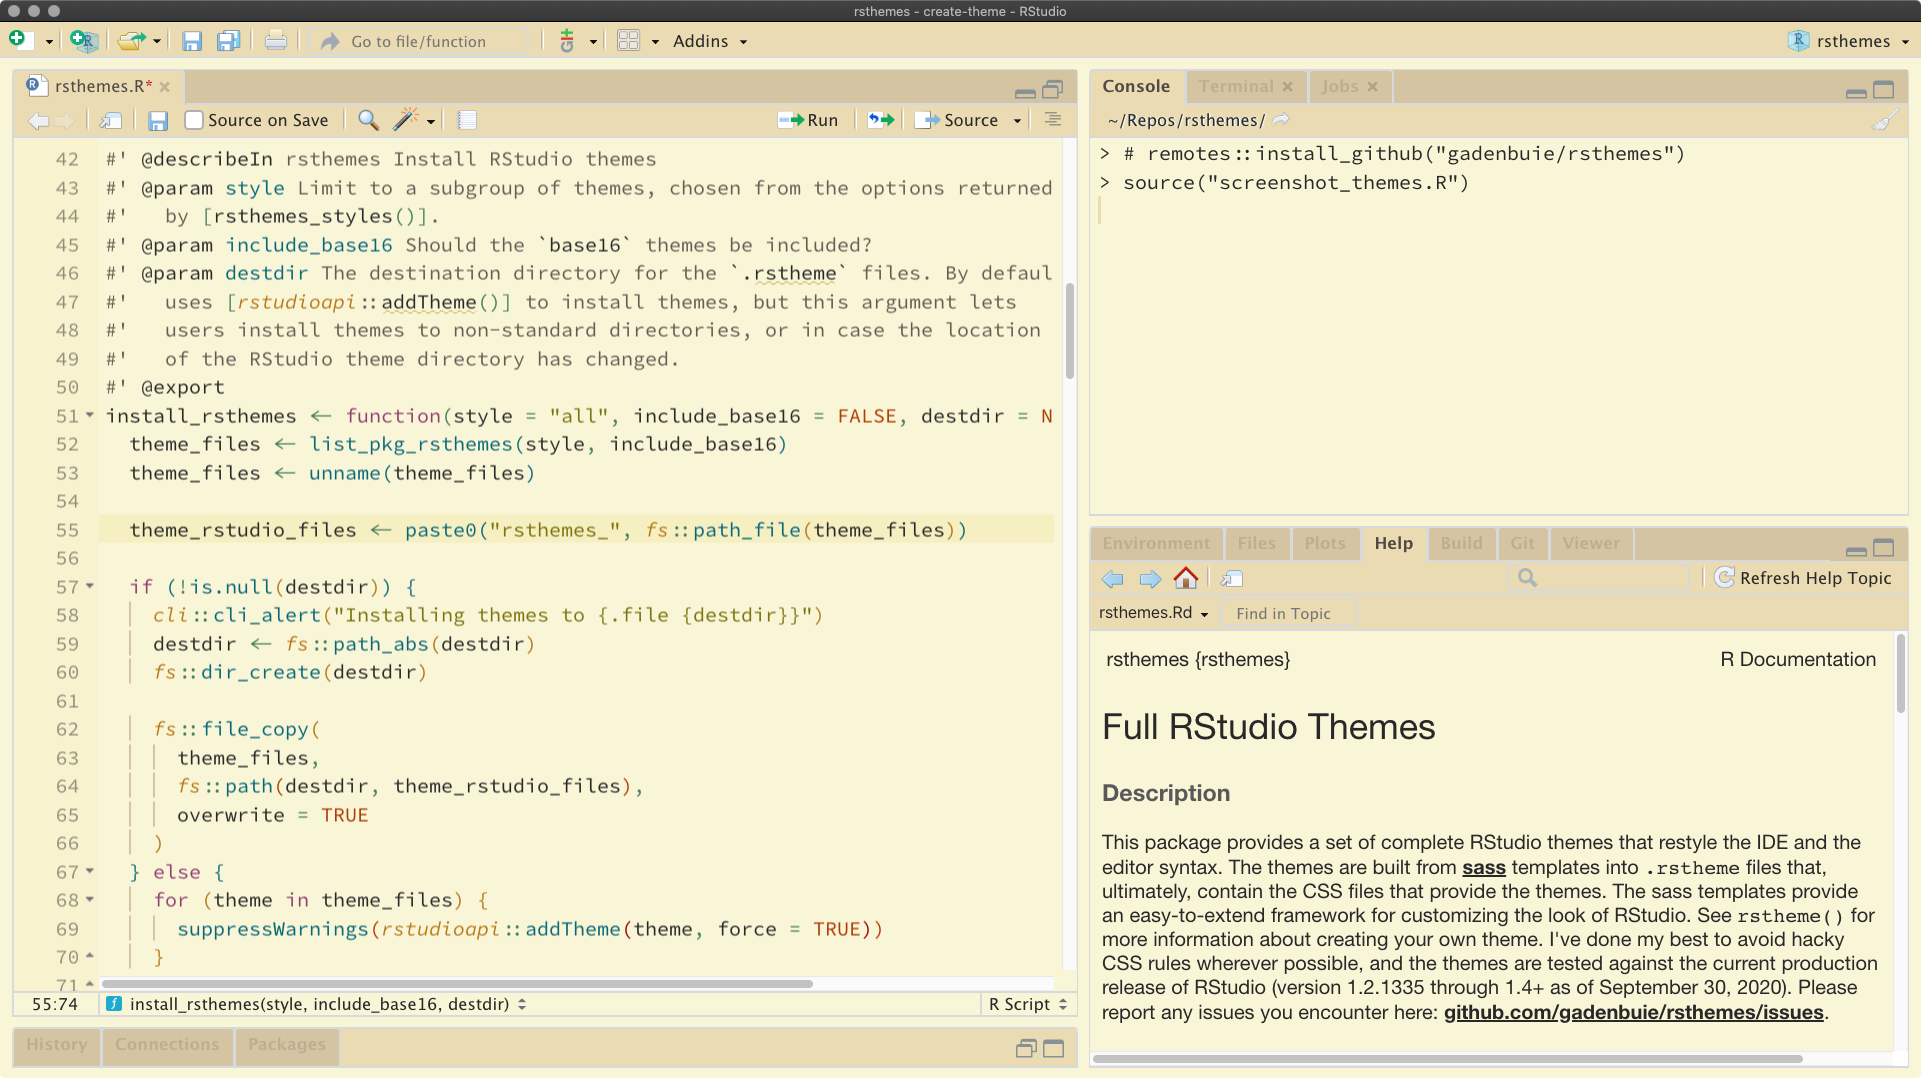 rsthemes - create-theme - RStudio
Go to file/function
Addins
rsthemes
rsthemes.R*
Source on Save
Run
Source
42 #' @describeIn rsthemes Install RStudio themes
43 #' @param style Limit to a subgroup of themes, chosen from the options returned
44 #'   by [rsthemes_styles()].
45 #' @param include_base16 Should the `base16` themes be included?
46 #' @param destdir The destination directory for the `.rstheme` files. By defaul
47 #'   uses [rstudioapi::addTheme()] to install themes, but this argument lets
48 #'   users install themes to non-standard directories, or in case the location
49 #'   of the RStudio theme directory has changed.
50 #' @export
51 install_rsthemes <- function(style = "all", include_base16 = FALSE, destdir = N
52   theme_files <- list_pkg_rsthemes(style, include_base16)
53   theme_files <- unname(theme_files)
54
55   theme_rstudio_files <- paste0("rsthemes_", fs::path_file(theme_files))
56
57   if (!is.null(destdir)) {
58     cli::cli_alert("Installing themes to {.file {destdir}}")
59     destdir <- fs::path_abs(destdir)
60     fs::dir_create(destdir)
61
62     fs::file_copy(
63       theme_files,
64       fs::path(destdir, theme_rstudio_files),
65       overwrite = TRUE
66     )
67   } else {
68     for (theme in theme_files) {
69       suppressWarnings(rstudioapi::addTheme(theme, force = TRUE))
70     }
71
55:74 install_rsthemes(style, include_base16, destdir) R Script
History Connections Packages
Console Terminal Jobs
~/Repos/rsthemes/
> # remotes::install_github("gadenbuie/rsthemes")
> source("screenshot_themes.R")
Environment Files Plots Help Build Git Viewer
Refresh Help Topic
rsthemes.Rd Find in Topic
rsthemes {rsthemes} R Documentation
Full RStudio Themes
Description
This package provides a set of complete RStudio themes that restyle the IDE and the
editor syntax. The themes are built from sass templates into .rstheme files that,
ultimately, contain the CSS files that provide the themes. The sass templates provide
an easy-to-extend framework for customizing the look of RStudio. See rstheme() for
more information about creating your own theme. I've done my best to avoid hacky
CSS rules wherever possible, and the themes are tested against the current production
release of RStudio (version 1.2.1335 through 1.4+ as of September 30, 2020). Please
report any issues you encounter here: github.com/gadenbuie/rsthemes/issues.